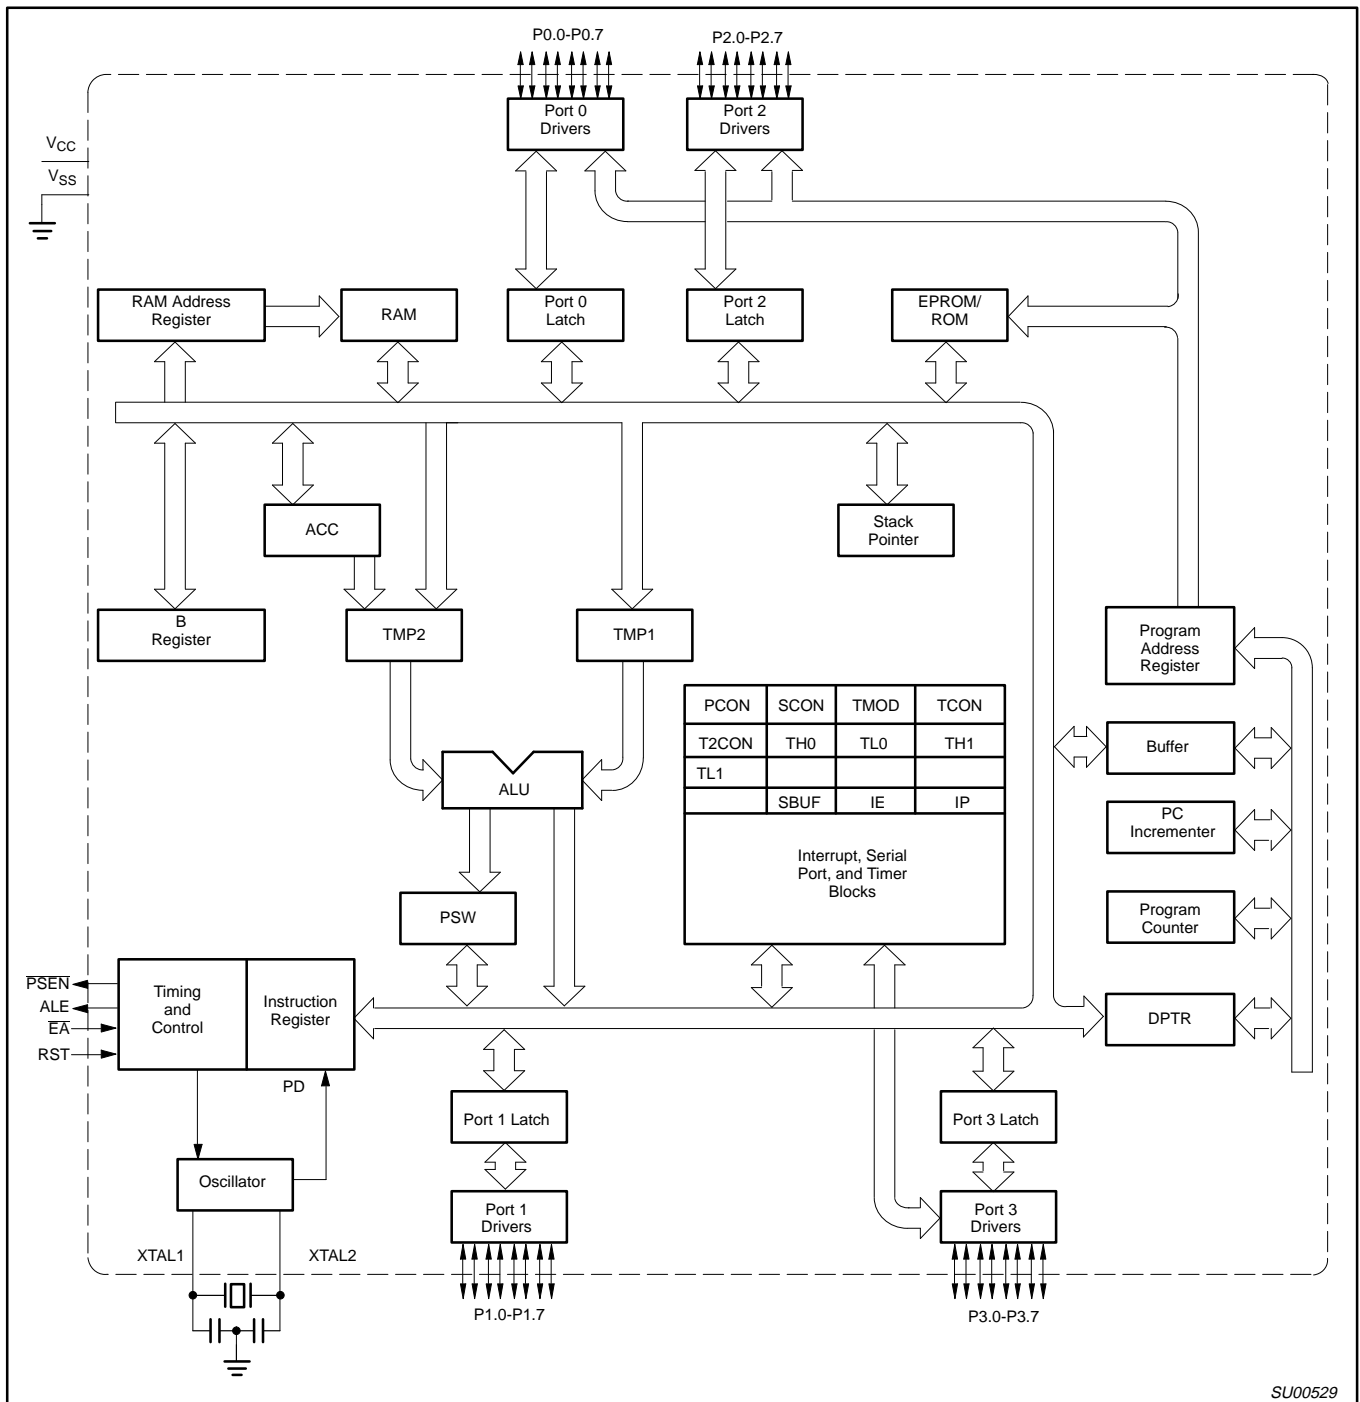 P0.0-P0.7
P2.0-P2.7
Port 0
Drivers
Port 2
Drivers
VCC
VSS
RAM Address
Register
RAM
Port 0
Latch
Port 2
Latch
EPROM/
ROM
ACC
Stack
Pointer
B
Register
TMP2
TMP1
Program
Address
Register
PCON SCON TMOD TCON
T2CON TH0 TL0 TH1
TL1
SBUF IE IP
Interrupt, Serial
Port, and Timer
Blocks
Buffer
ALU
PC
Incrementer
PSW
Program
Counter
PSEN
ALE
EA
RST
Timing
and
Control
Instruction
Register
DPTR
PD
Port 1 Latch
Port 3 Latch
Oscillator
Port 1
Drivers
Port 3
Drivers
XTAL1
XTAL2
P1.0-P1.7
P3.0-P3.7
SU00529